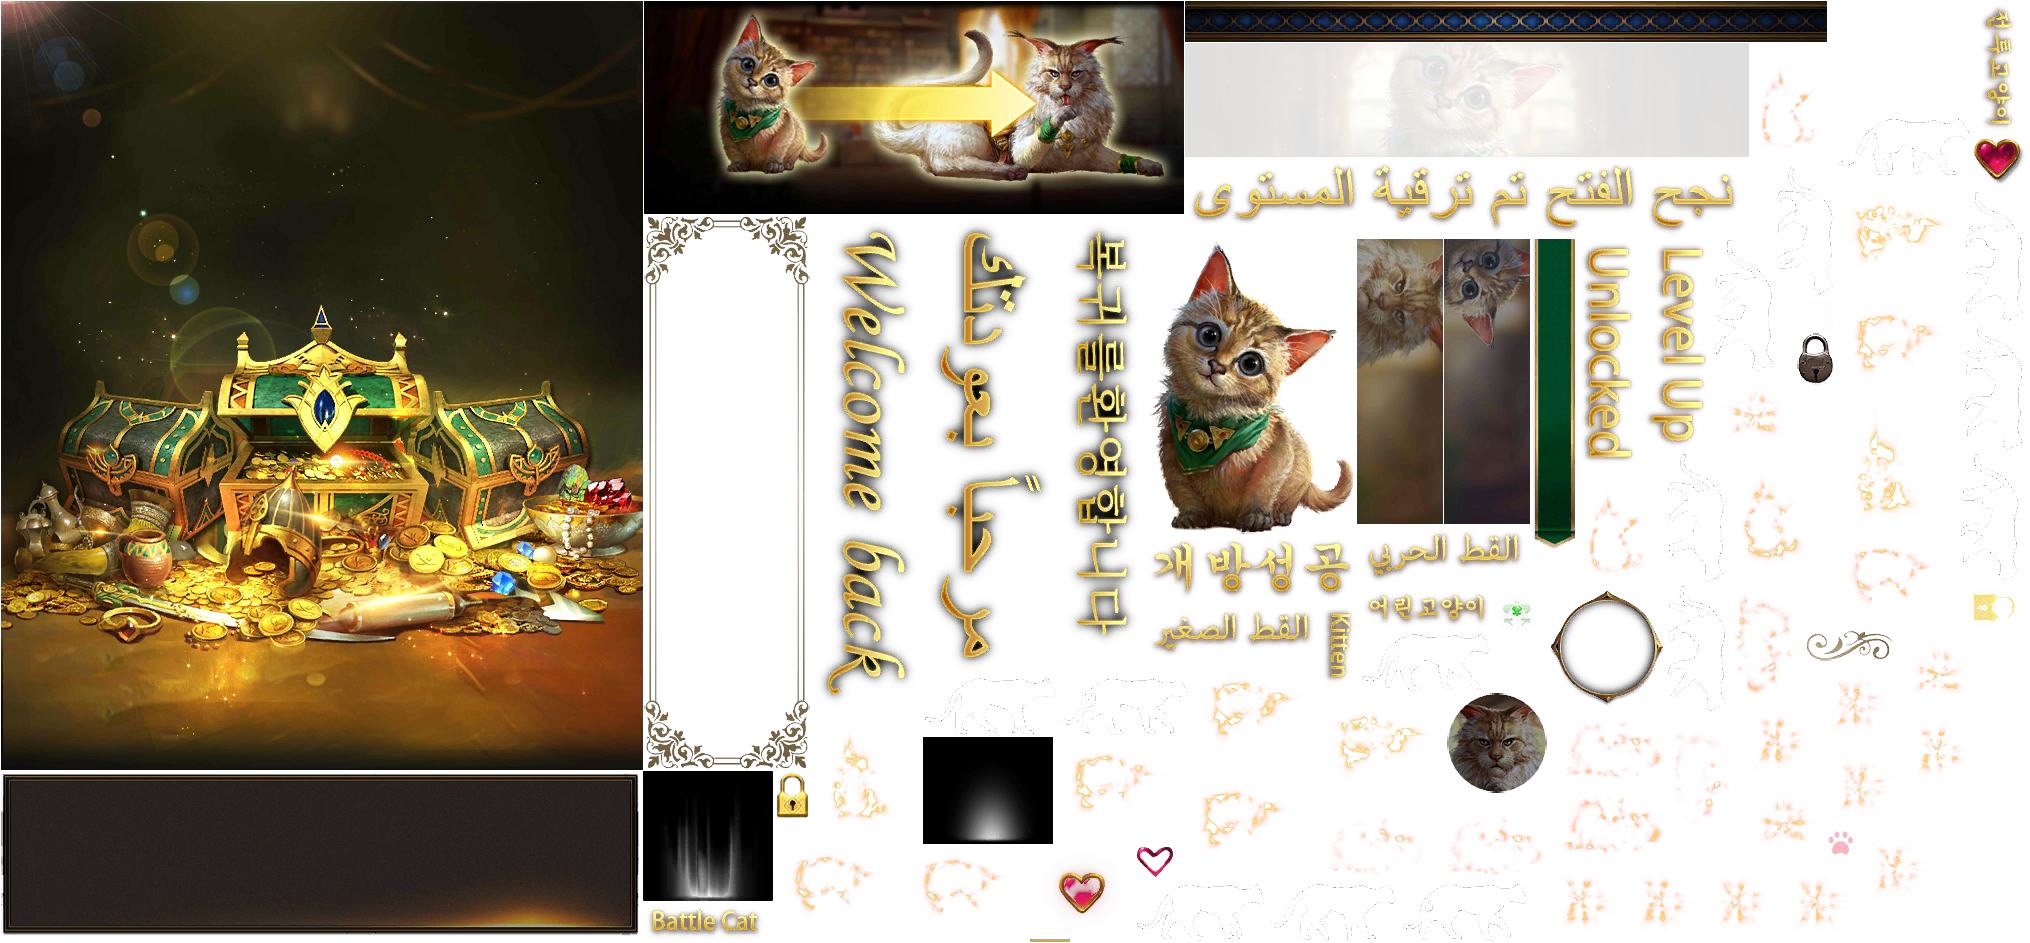 نجح الفتح تم ترقية المستوى
Welcome back
مرحباً بعودتك
복귀를 환영합니다
Level Up
Unlocked
개방성공
القط الحربي
어린고양이
القط الصغير
Kitten
전투고양이
Battle Cat